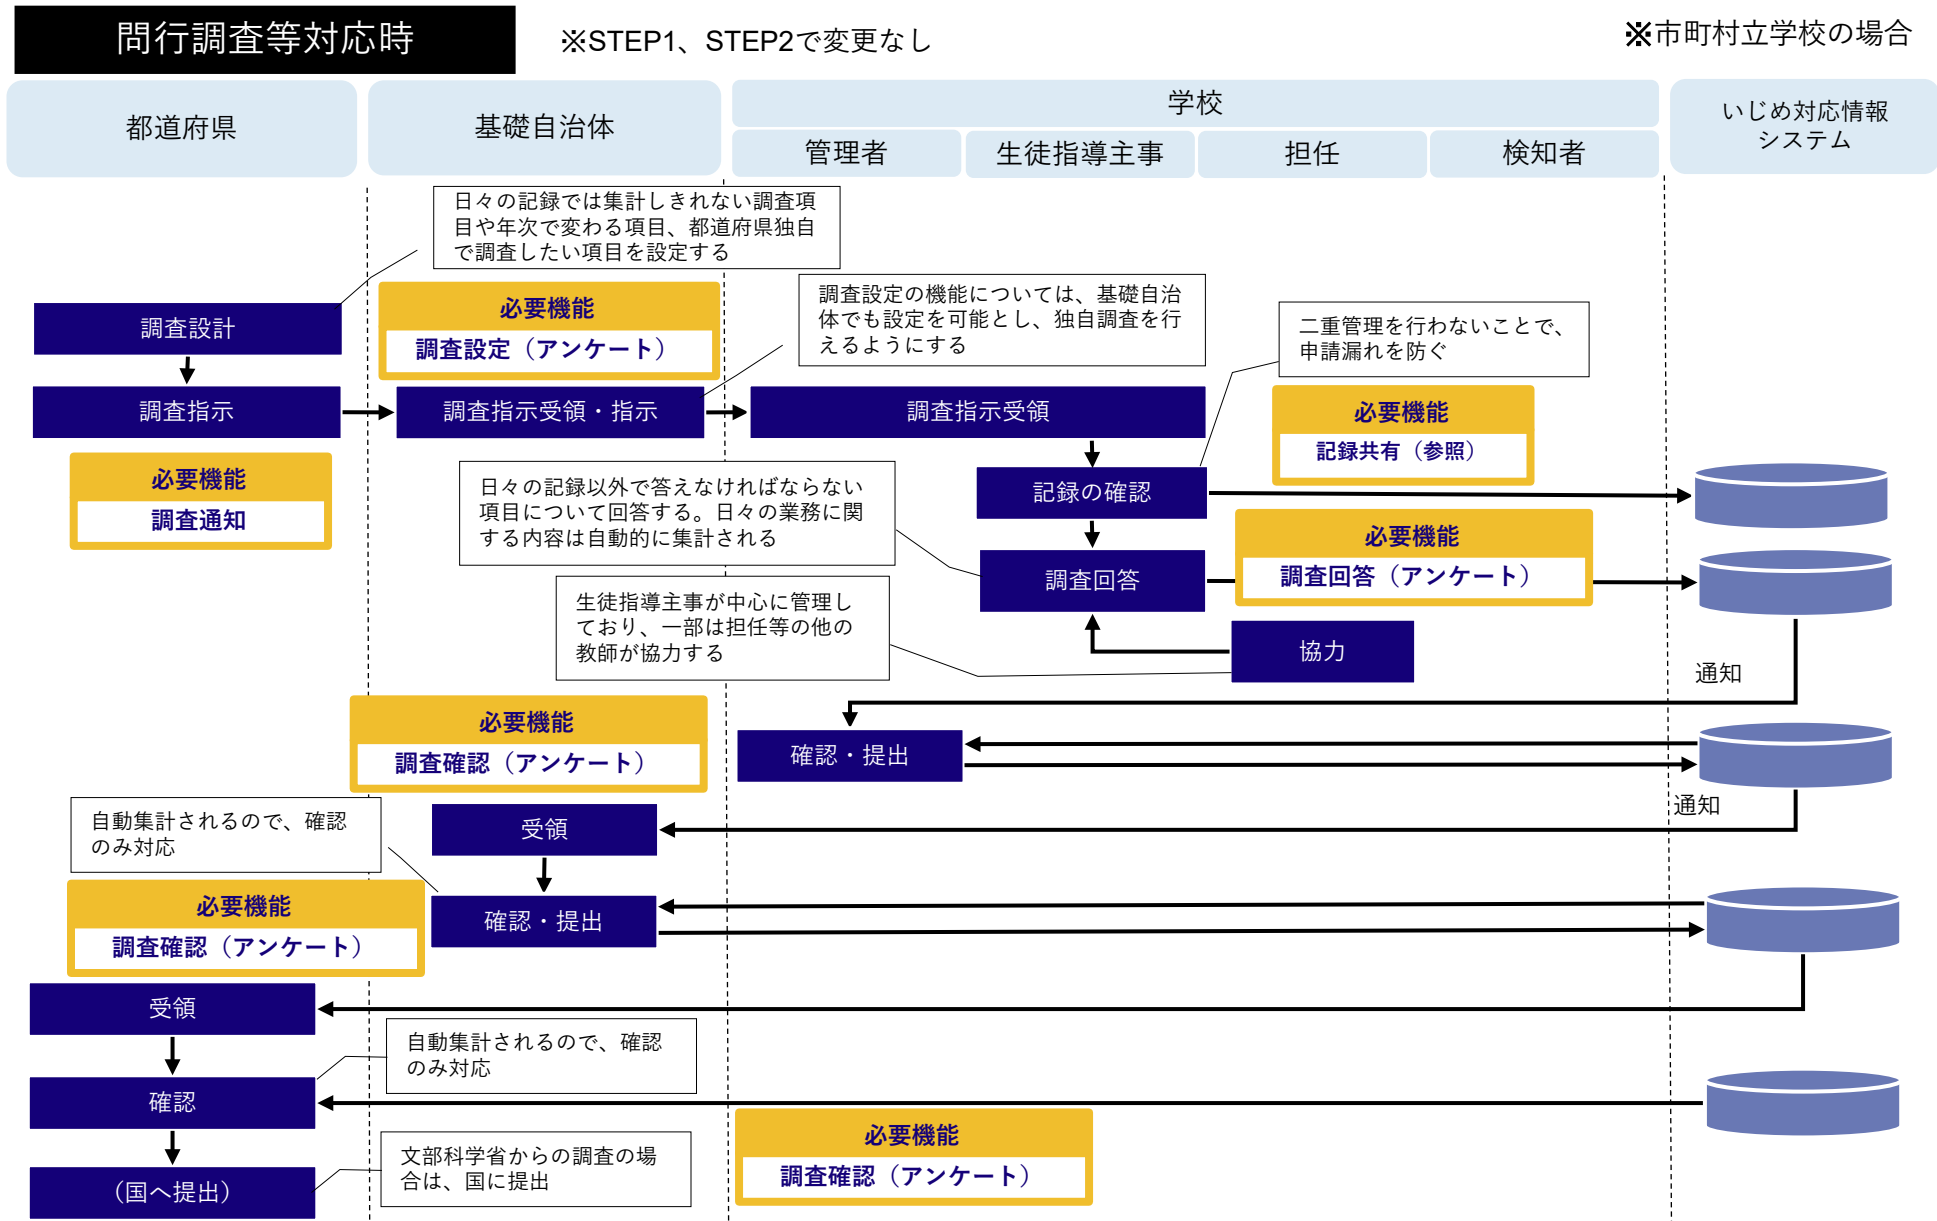 問行調査等対応時
※STEP1、STEP2で変更なし
※市町村立学校の場合
都道府県
基礎自治体
学校
管理者
生徒指導主事
担任
検知者
いじめ対応情報
システム
日々の記録では集計しきれない調査項
目や年次で変わる項目、都道府県独自
で調査したい項目を設定する
調査設計
必要機能
調査設定（アンケート）
調査設定の機能については、基礎自治
体でも設定を可能とし、独自調査を行
えるようにする
二重管理を行わないことで、
申請漏れを防ぐ
調査指示
調査指示受領・指示
調査指示受領
必要機能
記録共有（参照）
必要機能
調査通知
日々の記録以外で答えなければならない
項目について回答する。日々の業務に関
する内容は自動的に集計される
記録の確認
必要機能
調査回答（アンケート）
調査回答
生徒指導主事が中心に管理し
ており、一部は担任等の他の
教師が協力する
協力
通知
必要機能
調査確認（アンケート）
確認・提出
通知
自動集計されるので、確認
のみ対応
受領
必要機能
調査確認（アンケート）
確認・提出
受領
自動集計されるので、確認
のみ対応
確認
必要機能
調査確認（アンケート）
文部科学省からの調査の場
合は、国に提出
（国へ提出）